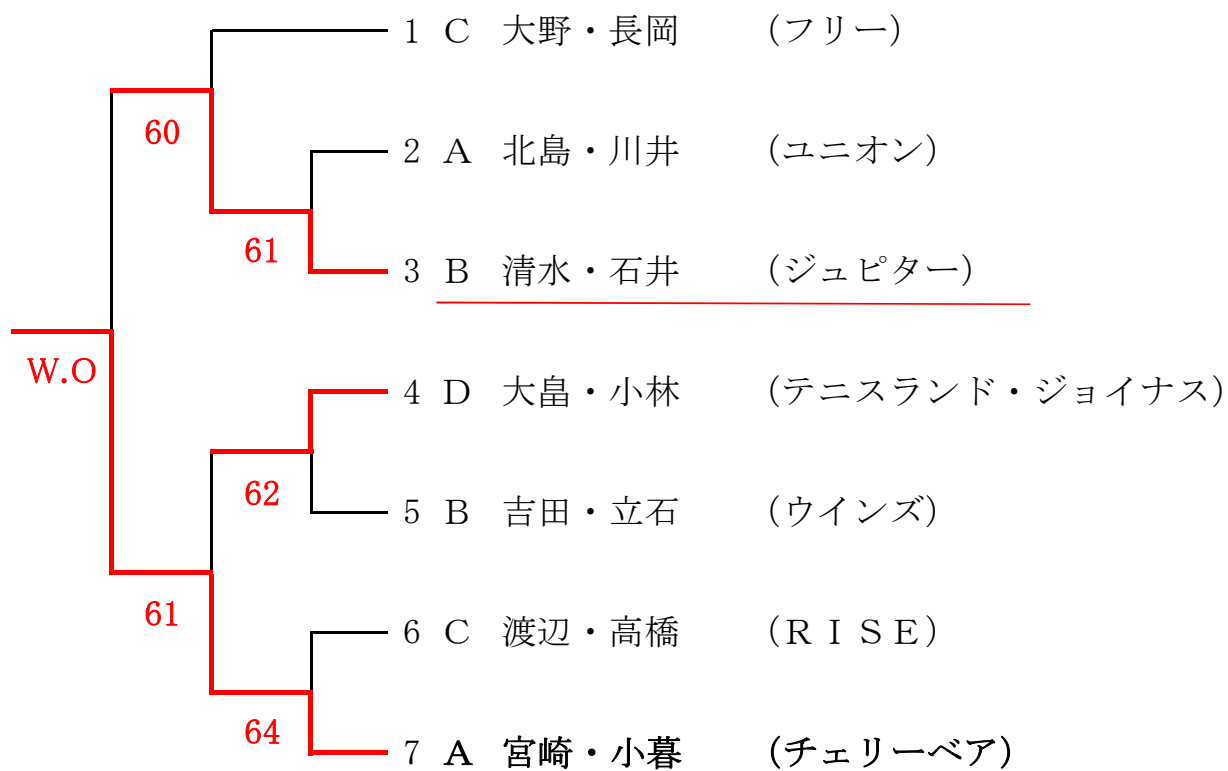 1 C 大野・長岡 (フリー)
60
2 A 北島・川井 (ユニオン)
61
3 B 清水・石井 (ジュピター)
W.O
4 D 大畠・小林 (テニスランド・ジョイナス)
62
5 B 吉田・立石 (ウインズ)
61
6 C 渡辺・高橋 (ＲＩＳＥ)
64
7 A 宮崎・小暮 (チェリーベア)